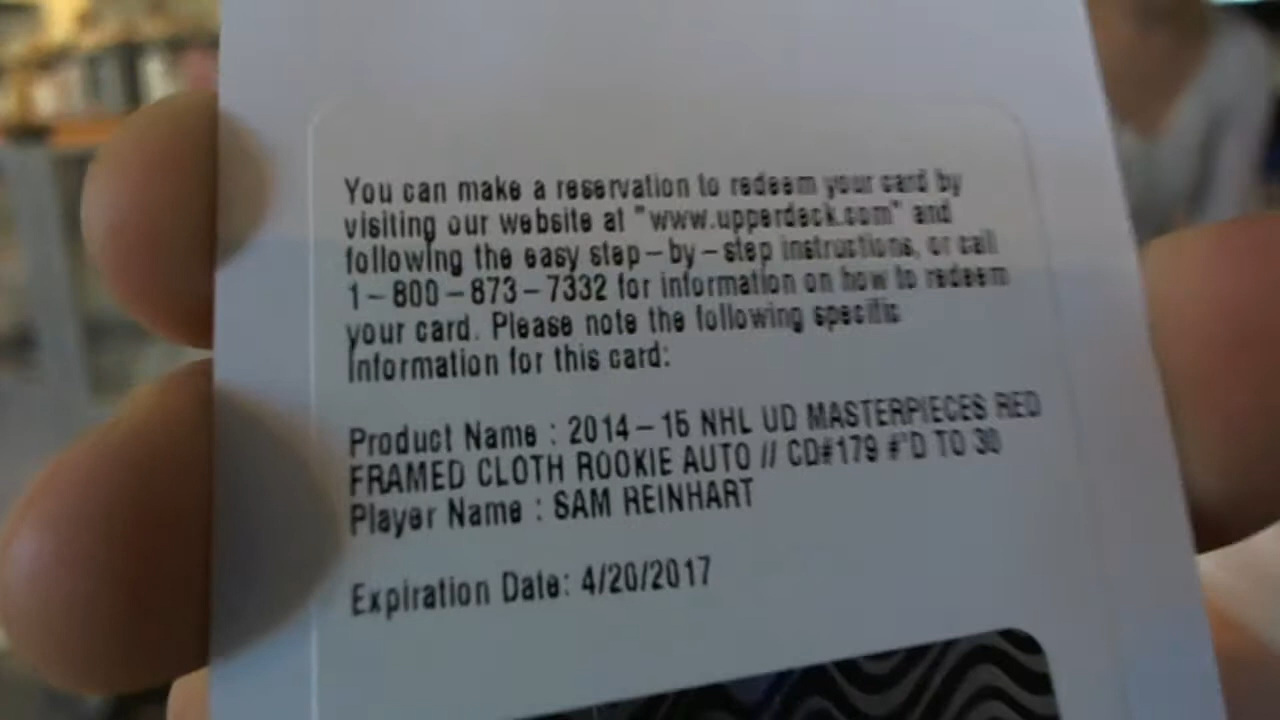 You can make a reservation to redeem your card by
visiting our website at "www.upperdeck.com" and
following the easy step-by-step instructions, or call
1-800-873-7332 for information on how to redeem
your card. Please note the following specific
information for this card:
Product Name : 2014-15 NHL UD MASTERPIECES RED
FRAMED CLOTH ROOKIE AUTO // CD#179 #'D TO 30
Player Name : SAM REINHART
Expiration Date: 4/20/2017